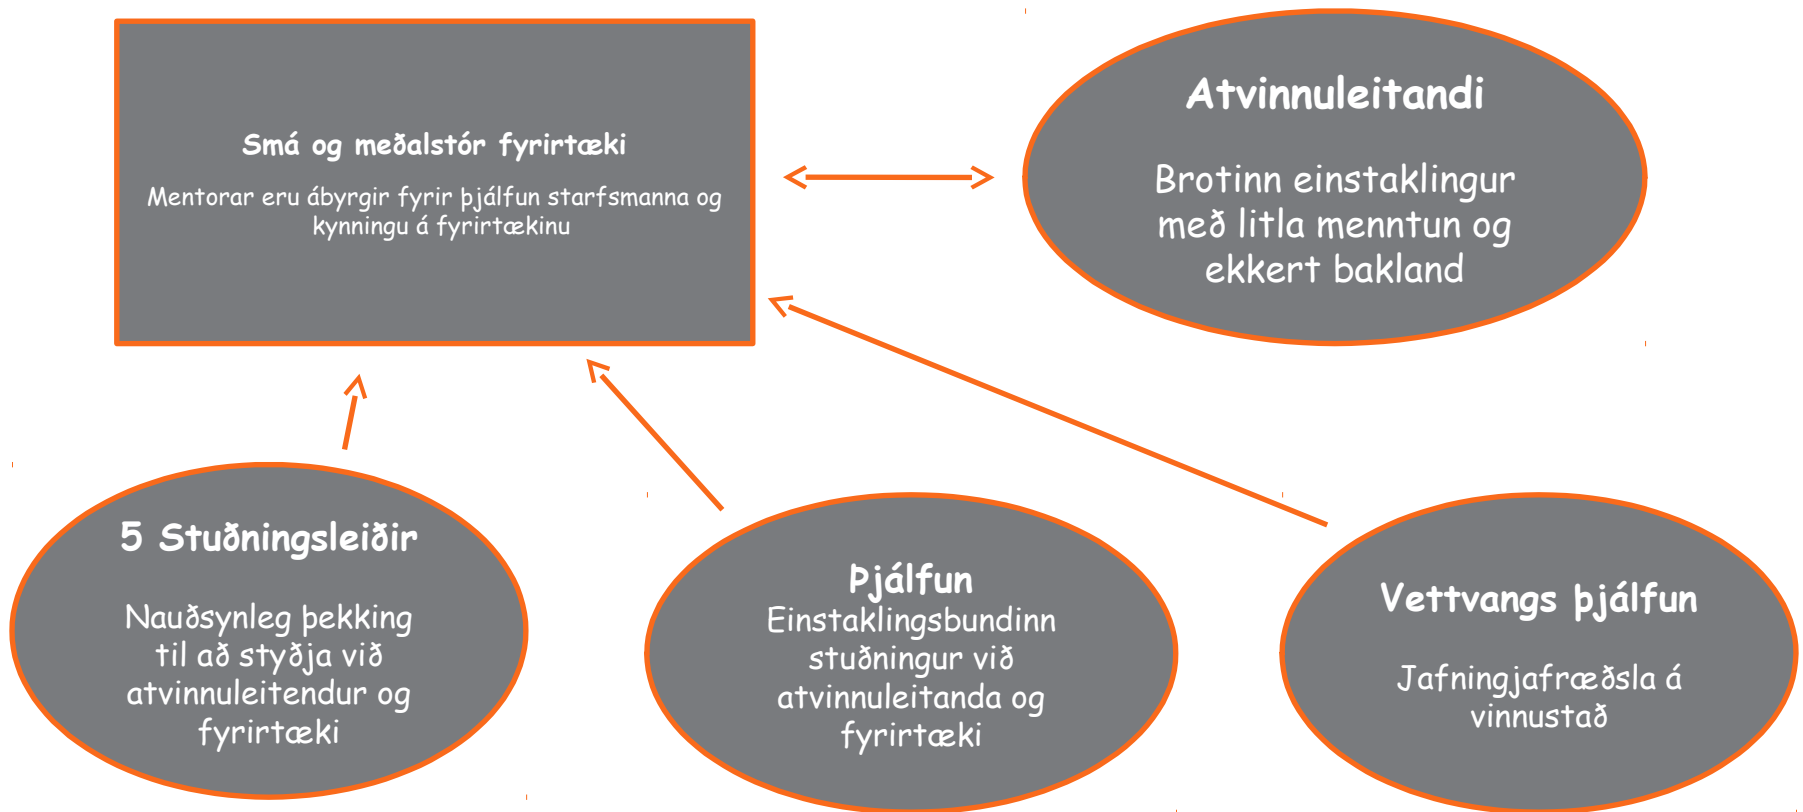 Smá og meðalstór fyrirtæki
Mentorar eru ábyrgir fyrir þjálfun starfsmanna og
kynningu á fyrirtækinu
Atvinnuleitandi
Brotinn einstaklingur
með litla menntun og
ekkert bakland
5 Stuðningsleiðir
Nauðsynleg þekking
til að styðja við
atvinnuleitendur og
fyrirtæki
Þjálfun
Einstaklingsbundinn
stuðningur við
atvinnuleitanda og
fyrirtæki
Vettvangs þjálfun
Jafningjafræðsla á
vinnustað